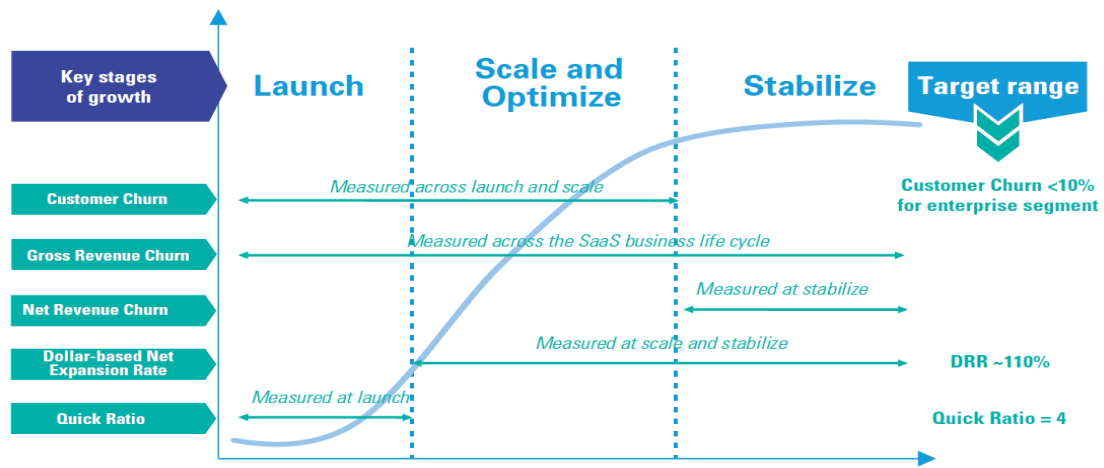 Key stages
of growth
Launch
Scale and
Optimize
Stabilize
Target range
Customer Churn
Measured across launch and scale
Customer Churn <10%
for enterprise segment
Gross Revenue Churn
Measured across the SaaS business life cycle
Net Revenue Churn
Measured at stabilize
Dollar-based Net
Expansion Rate
Measured at scale and stabilize
DRR ~110%
Quick Ratio
Measured at launch
Quick Ratio = 4